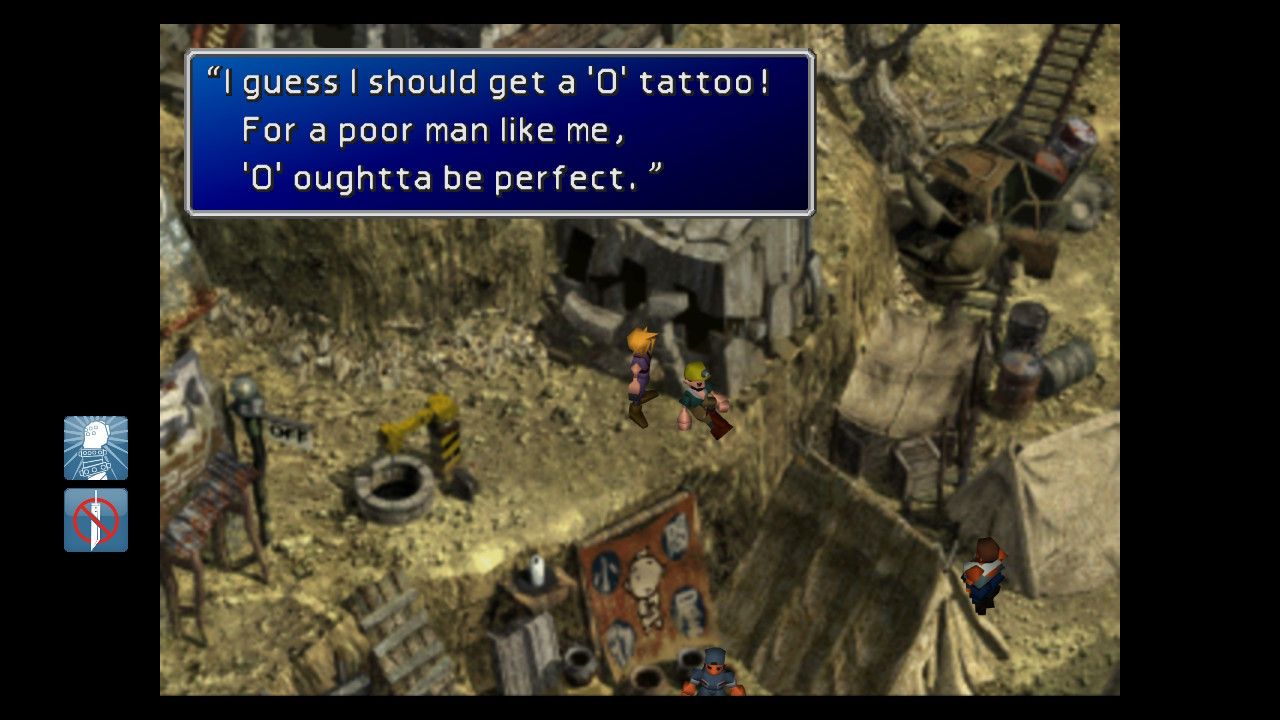 “I guess I should get a 'O' tattoo!
For a poor man like me,
'O' oughtta be perfect.”
OFF